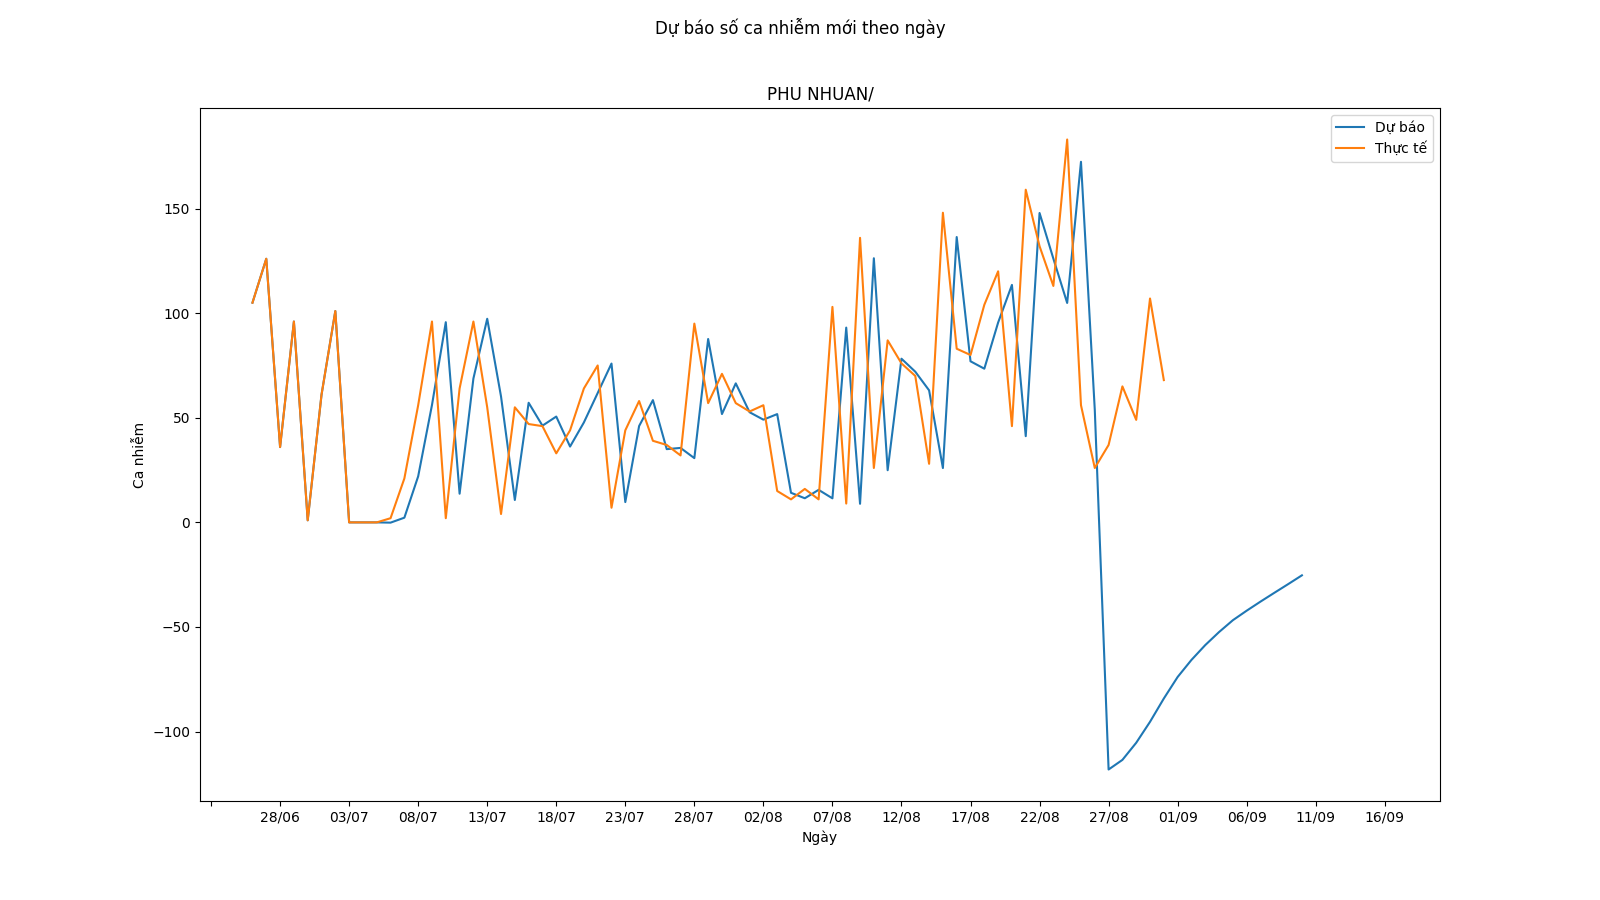 Dự báo số ca nhiễm mới theo ngày
PHU NHUAN/
Dự báo
Thực tế
150
100
50
0
−50
−100
Ca nhiễm
28/06 03/07 08/07 13/07 18/07 23/07 28/07 02/08 07/08 12/08 17/08 22/08 27/08 01/09 06/09 11/09 16/09
Ngày